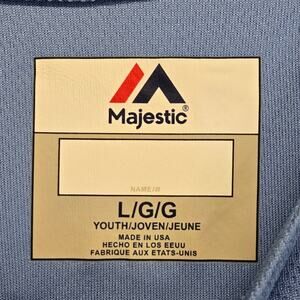 Majestic®
NAME/#
L/G/G
YOUTH/JOVEN/JEUNE
MADE IN USA
HECHO EN LOS EEUU
FABRIQUE AUX ETATS-UNIS